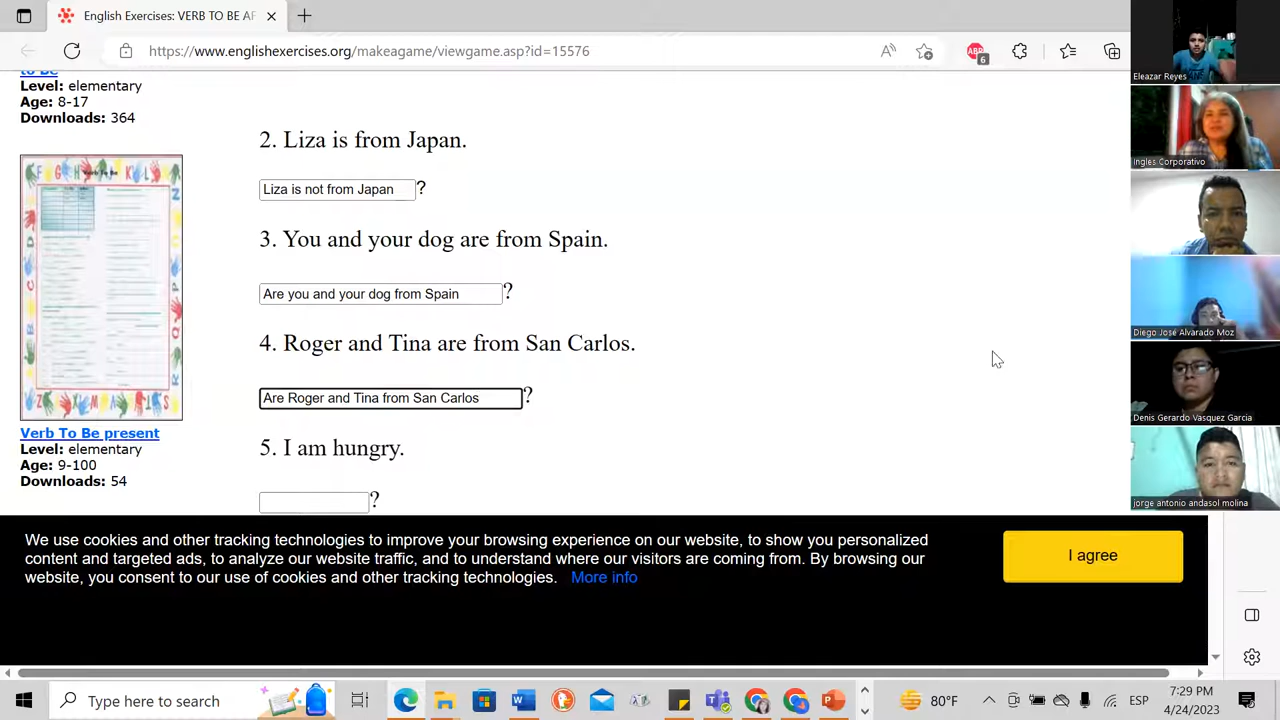 English Exercises: VERB TO BE AF
https://www.englishexercises.org/makeagame/viewgame.asp?id=15576
ABP
6
to Be
Level: elementary
Age: 8-17
Downloads: 364
Verb To Be present
Level: elementary
Age: 9-100
Downloads: 54
2. Liza is from Japan.
Liza is not from Japan ?
3. You and your dog are from Spain.
Are you and your dog from Spain ?
4. Roger and Tina are from San Carlos.
Are Roger and Tina from San Carlos ?
5. I am hungry.
?
Eleazar Reyes
Ingles Corporativo
Diego José Alvarado Moz
Denis Gerardo Vasquez Garcia
jorge antonio andasol molina
We use cookies and other tracking technologies to improve your browsing experience on our website, to show you personalized
content and targeted ads, to analyze our website traffic, and to understand where our visitors are coming from. By browsing our
website, you consent to our use of cookies and other tracking technologies. More info
I agree
Type here to search
80°F
ESP
7:29 PM
4/24/2023